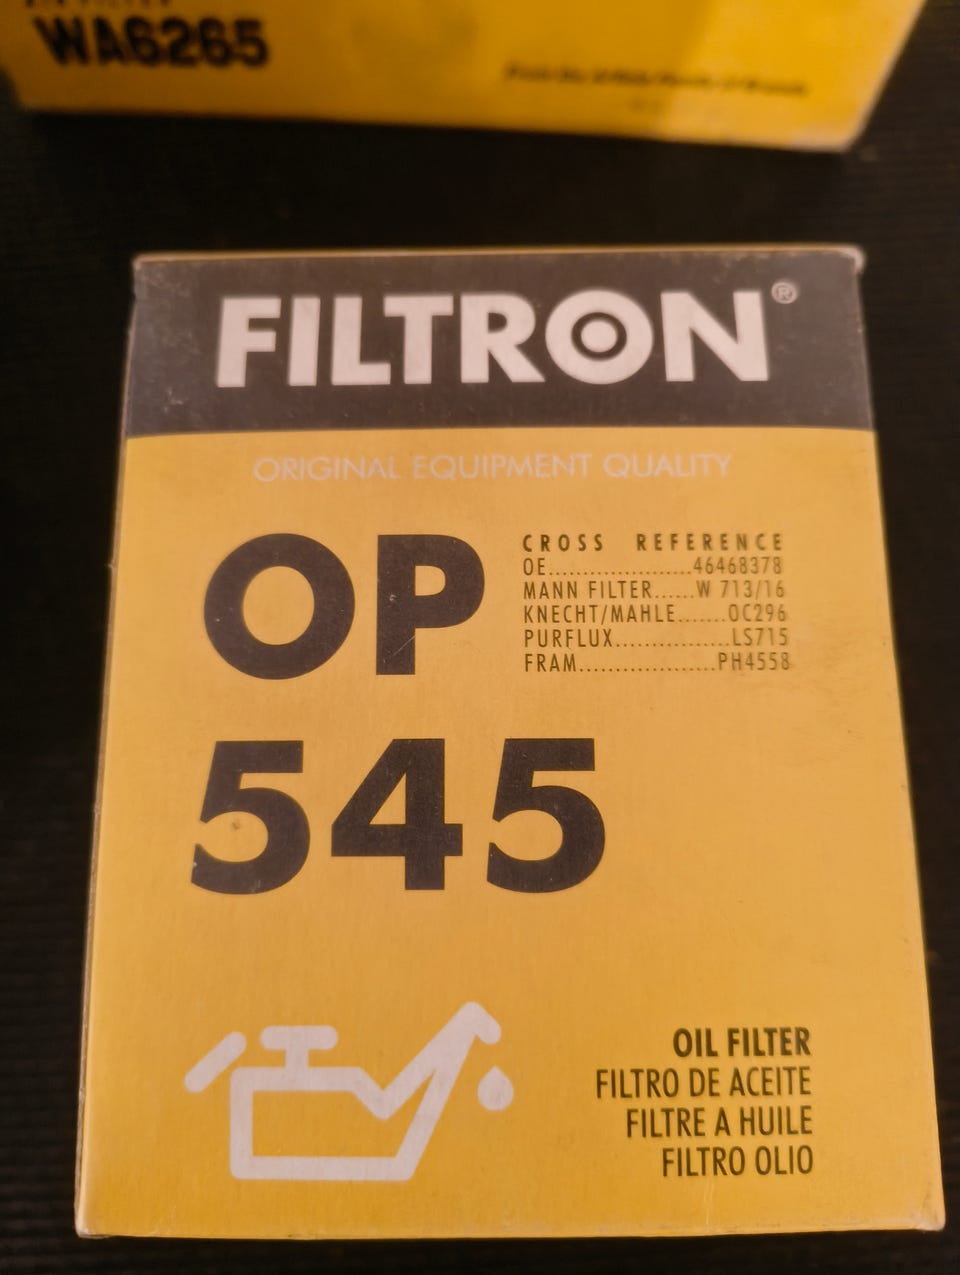 WA6265
FILTRON®
ORIGINAL EQUIPMENT QUALITY
OP
545
CROSS REFERENCE
OE.....................46468378
MANN FILTER......W 713/16
KNECHT/MAHLE.......OC296
PURFLUX.................LS715
FRAM....................PH4558
OIL FILTER
FILTRO DE ACEITE
FILTRE A HUILE
FILTRO OLIO